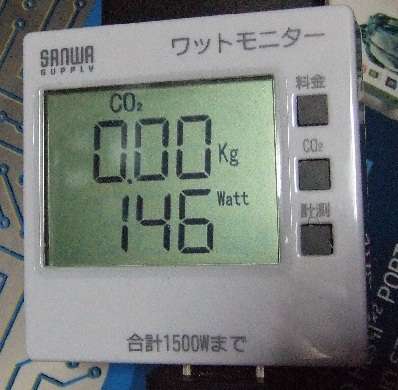 SANWA
SUPPLY
ワットモニター
料金
CO₂
0.00 Kg
CO₂
146 Watt
計測
合計1500Wまで
PORT